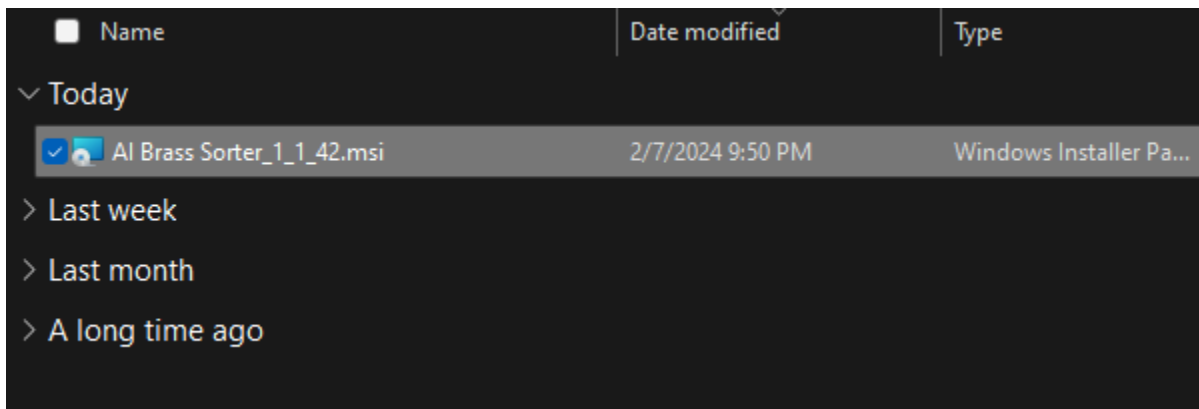 Name Date modified Type
Today
AI Brass Sorter_1_1_42.msi 2/7/2024 9:50 PM Windows Installer Pa...
Last week
Last month
A long time ago